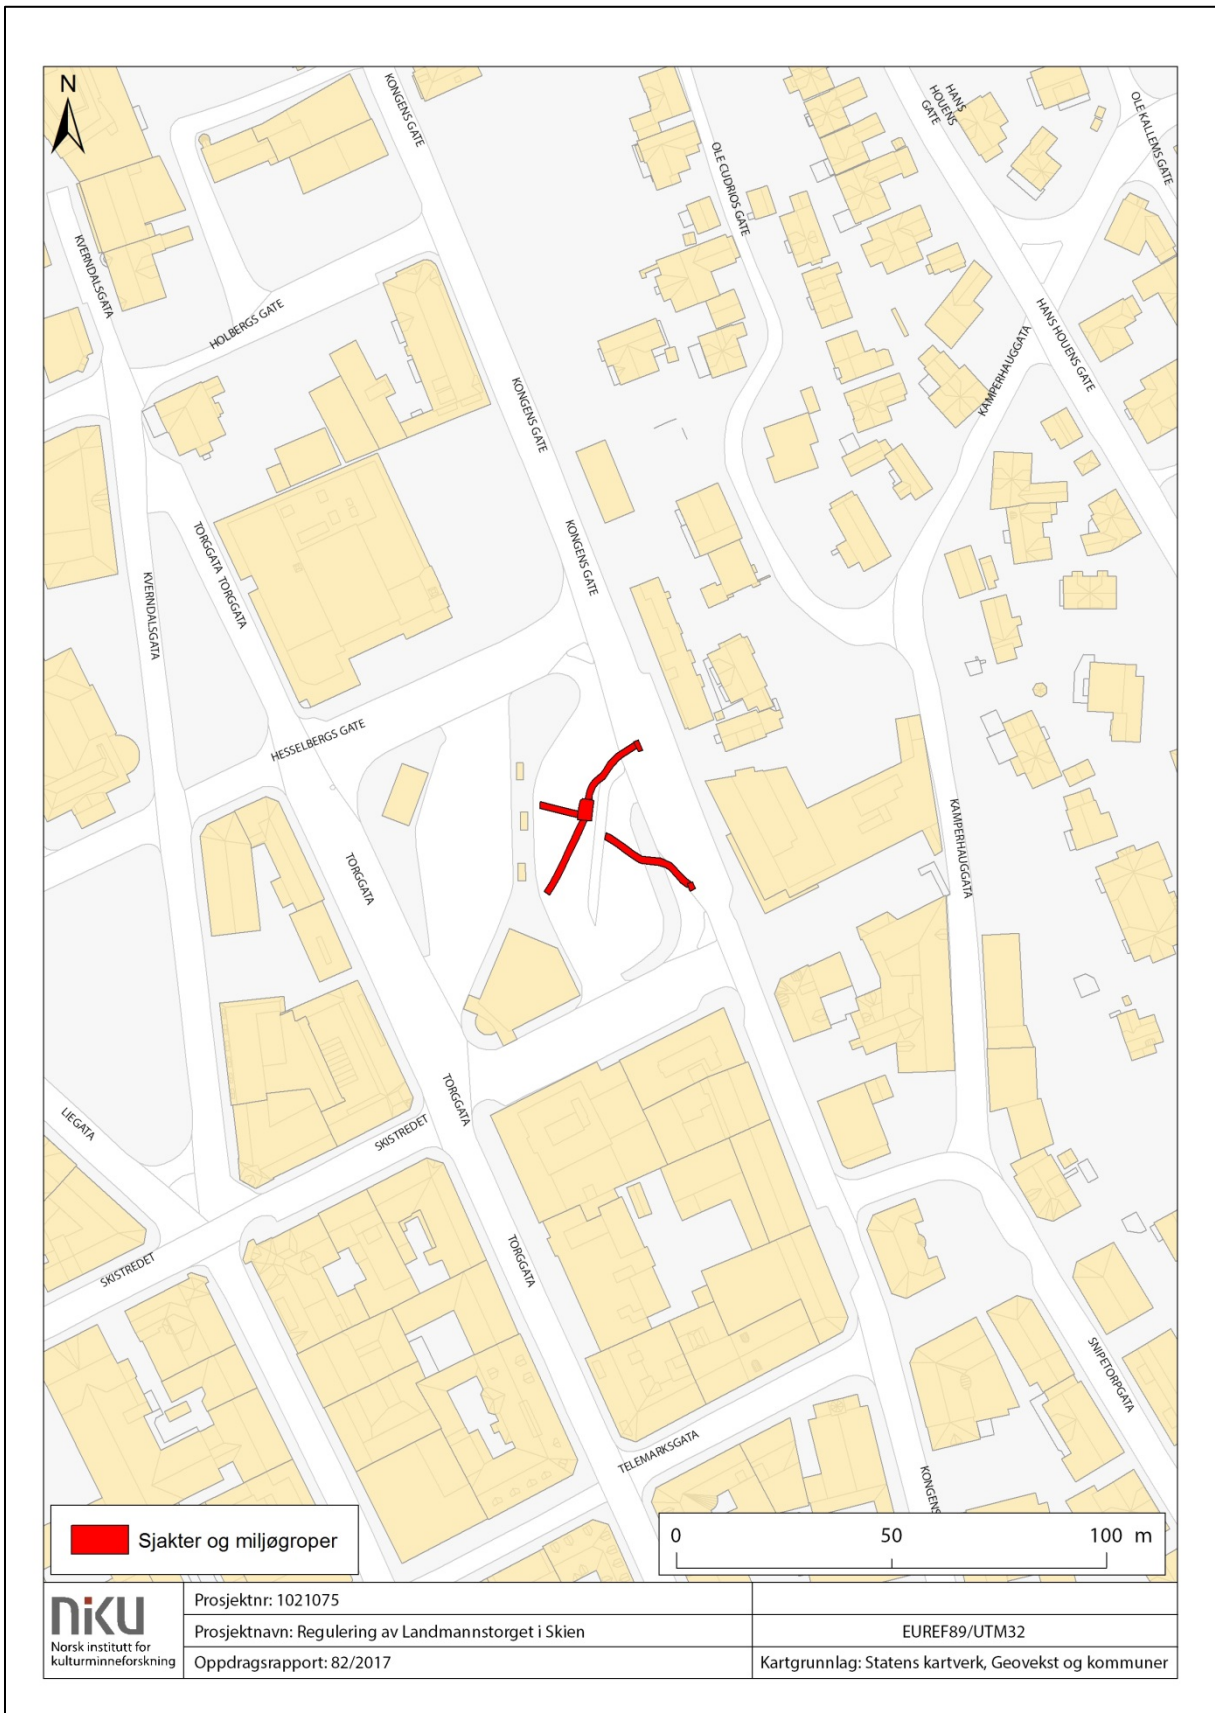 N
KONGENS GATE
HANS
HOUENS
GATE
OLE KALLEMS GATE
OLE CUDRIOS GATE
KVERNDALSGATA
HOLBERGS GATE
HANS HOUENS GATE
KAMPERHAUGGATA
KONGENS GATE
KONGENS GATE
TORGGATA TORGGATA
KVERNDALSGATA
HESSELBERGS GATE
KAMPERHAUGGATA
TORGGATA
TORGGATA
LIEGATA
SKISTREDET
SKISTREDET
TORGGATA
SNIPETORPGATA
TELEMARKSGATA
KONGENS
Sjakter og miljøgroper
0 50 100 m
NIKU
Norsk institutt for
kulturminneforskning
Prosjektnr: 1021075
Prosjektnavn: Regulering av Landmannstorget i Skien
EUREF89/UTM32
Oppdragsrapport: 82/2017
Kartgrunnlag: Statens kartverk, Geovekst og kommuner